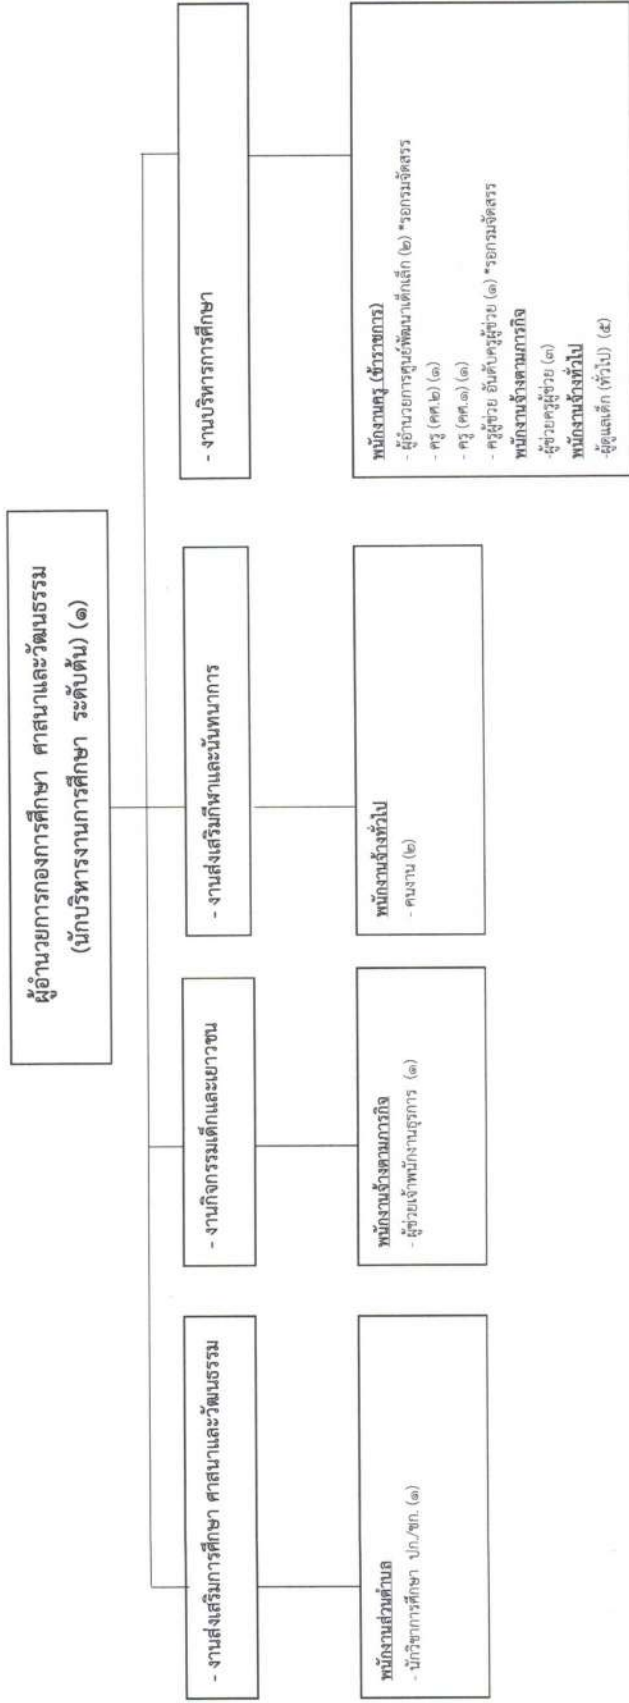 ผู้อำนวยการกองการศึกษา ศาสนาและวัฒนธรรม
(นักบริหารงานการศึกษา ระดับต้น) (๑)
- งานส่งเสริมการศึกษา ศาสนาและวัฒนธรรม
- งานกิจกรรมเด็กและเยาวชน
- งานส่งเสริมกีฬาและนันทนาการ
- งานบริหารการศึกษา
พนักงานส่วนตำบล
- นักวิชาการศึกษา ปก./ชก. (๑)
พนักงานจ้างตามภารกิจ
- ผู้ช่วยเจ้าพนักงานธุรการ (๑)
พนักงานจ้างทั่วไป
- คนงาน (๒)
พนักงานครู (ข้าราชการ)
- ผู้อำนวยการศูนย์พัฒนาเด็กเล็ก (๒) *รอกรมจัดสรร
- ครู (คศ.๒) (๓)
- ครู (คศ.๑) (๑)
- ครูผู้ช่วย อันดับครูผู้ช่วย (๑) *รอกรมจัดสรร
พนักงานจ้างตามภารกิจ
-ผู้ช่วยครูผู้ช่วย (๓)
พนักงานจ้างทั่วไป
-ผู้ดูแลเด็ก (ทั่วไป) (๕)